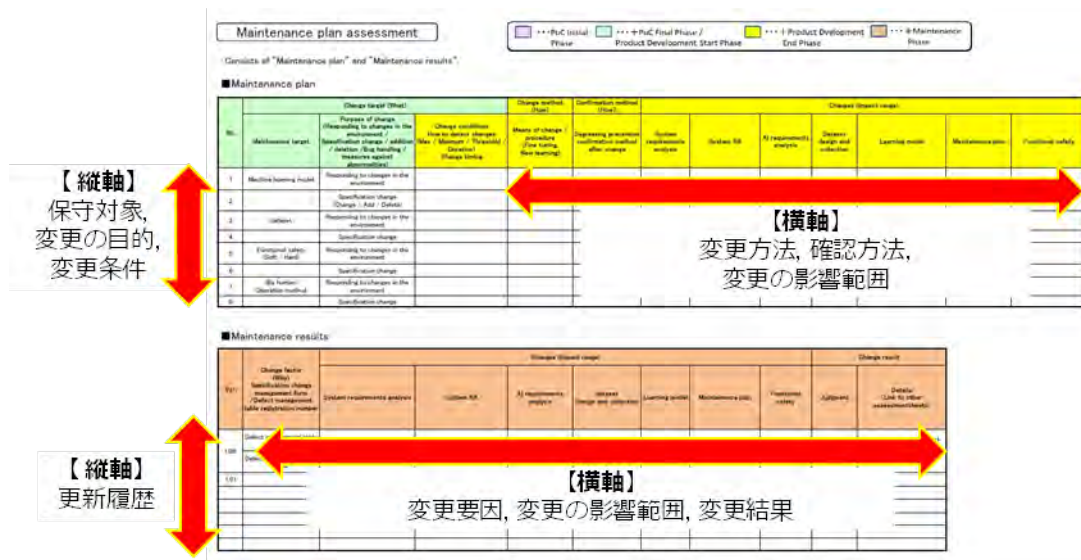 Maintenance plan assessment
・・・PoC Initial Phase
・・・+PoC Final Phase / Product Development Start Phase
・・・+Product Dvelopment End Phase
・・・+Maintenance Phase
Consists of "Maintenance plan" and "Maintenance results".
■Maintenance plan
No.
Change target (What)
Change method (How)
Confirmation method (How)
Changes (Impact range)
Maintenance target
Purpose of change
(Responding to changes in the environment /
Specification change / addition / deletion /Bug handling / measures against abnormalities)
Change conditions
How to detect changes
(Max / Minimum / Threshold / Duration)
Change timing
Means of change / procedure
(Fine tuning, New learning)
Degreasing prevention confirmation method after change
System requirements analysis
System RA
AI requirements analysis
Dataset design and collection
Learning model
Maintenance plan
Functional safety
1
Machine learning model
Responding to changes in the environment
2
Specification change
(Change / Add / Delete)
3
Responding to changes in the environment
4
Specification change
5
Functional safety
(Soft / Hard)
Responding to changes in the environment
6
Specification change
7
Operation method
Responding to changes in the environment
8
Specification change
【縦軸】
保守対象,
変更の目的,
変更条件
【横軸】
変更方法, 確認方法,
変更の影響範囲
■Maintenance results
Ver.
Changes (Impact range)
Change result
Change factor
(Why)
Specification change management form
/Defect management table registration number
System requirements analysis
System RA
AI requirements analysis
Dataset
Design and collection
Learning model
Maintenance plan
Functional safety
Judgment
Details
(Link to other assessment sheets)
1.00
1.01
【縦軸】
更新履歴
【横軸】
変更要因, 変更の影響範囲, 変更結果